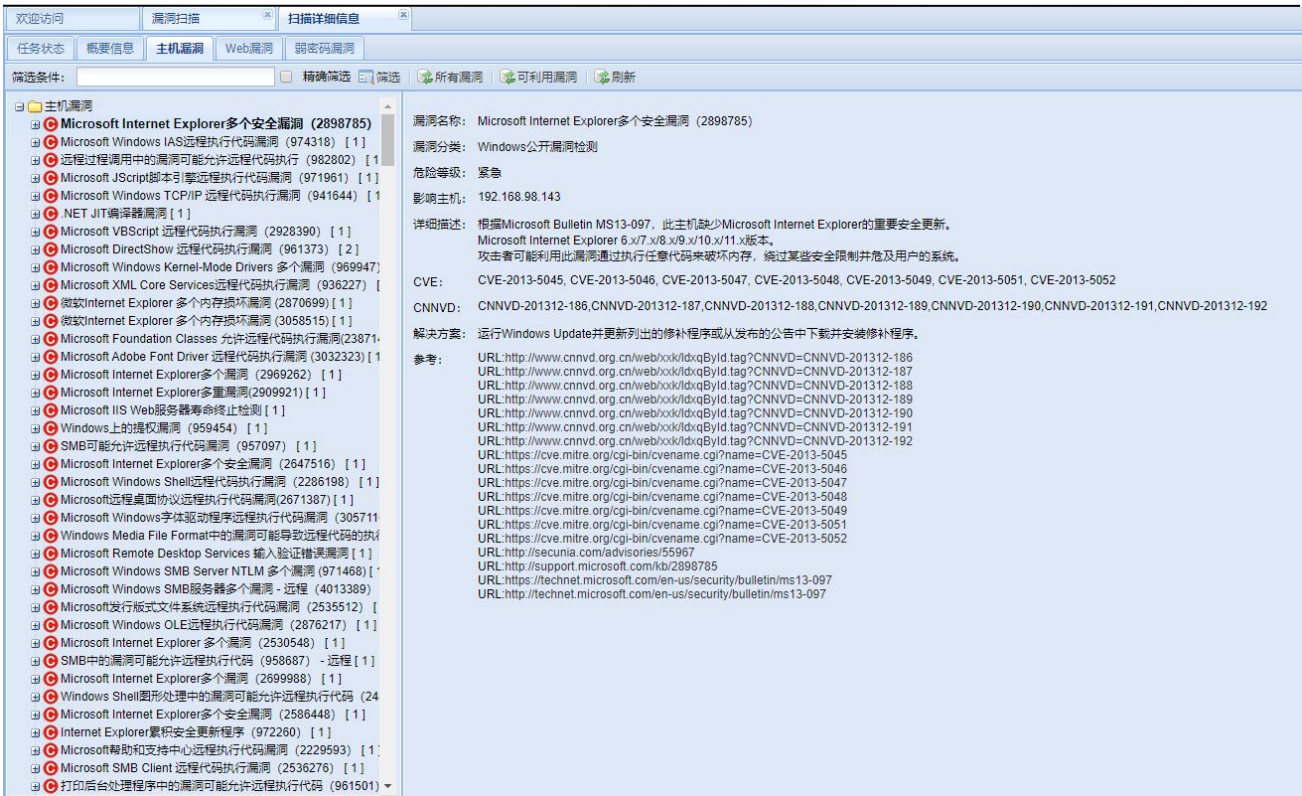 欢迎访问 漏洞扫描 扫描详细信息
任务状态 概要信息 主机漏洞 Web漏洞 弱密码漏洞
筛选条件: 精确筛选 筛选 所有漏洞 可利用漏洞 刷新
主机漏洞
Microsoft Internet Explorer多个安全漏洞（2898785）
Microsoft Windows IAS远程执行代码漏洞（974318）[ 1 ]
远程过程调用中的漏洞可能允许远程代码执行（982802）[ 1
Microsoft JScript脚本引擎远程执行代码漏洞（971961）[ 1 ]
Microsoft Windows TCP/IP 远程代码执行漏洞（941644）[ 1
.NET JIT编译器漏洞 [ 1 ]
Microsoft VBScript 远程代码执行漏洞（2928390）[ 1 ]
Microsoft DirectShow 远程代码执行漏洞（961373）[ 2 ]
Microsoft Windows Kernel-Mode Drivers 多个漏洞（969947)
Microsoft XML Core Services远程代码执行漏洞（936227）[
微软Internet Explorer 多个内存损坏漏洞 (2870699) [ 1 ]
微软Internet Explorer 多个内存损坏漏洞 (3058515) [ 1 ]
Microsoft Foundation Classes 允许远程代码执行漏洞(23871
Microsoft Adobe Font Driver 远程代码执行漏洞 (3032323) [ 1
Microsoft Internet Explorer多个漏洞（2969262）[ 1 ]
Microsoft Internet Explorer多重漏洞(2909921) [ 1 ]
Microsoft IIS Web服务器寿命终止检测 [ 1 ]
Windows上的提权漏洞（959454）[ 1 ]
SMB可能允许远程执行代码漏洞（957097）[ 1 ]
Microsoft Internet Explorer多个安全漏洞（2647516）[ 1 ]
Microsoft Windows Shell远程代码执行漏洞（2286198）[ 1 ]
Microsoft远程桌面协议远程执行代码漏洞(2671387) [ 1 ]
Microsoft Windows字体驱动程序远程执行代码漏洞（305711
Windows Media File Format中的漏洞可能导致远程代码的执
Microsoft Remote Desktop Services 输入验证错误漏洞 [ 1 ]
Microsoft Windows SMB Server NTLM 多个漏洞 (971468) [
Microsoft Windows SMB服务器多个漏洞 - 远程（4013389）
Microsoft发行版式文件系统远程执行代码漏洞（2535512）[
Microsoft Windows OLE远程执行代码漏洞（2876217）[ 1 ]
Microsoft Internet Explorer 多个漏洞（2530548）[ 1 ]
SMB中的漏洞可能允许远程执行代码（958687）- 远程 [ 1 ]
Microsoft Internet Explorer多个漏洞（2699988）[ 1 ]
Windows Shell图形处理中的漏洞可能允许远程执行代码（24
Microsoft Internet Explorer多个安全漏洞（2586448）[ 1 ]
Internet Explorer累积安全更新程序（972260）[ 1 ]
Microsoft帮助和支持中心远程执行代码漏洞（2229593）[ 1
Microsoft SMB Client 远程代码执行漏洞（2536276）[ 1 ]
打印后台处理程序中的漏洞可能允许远程执行代码（961501)
漏洞名称: Microsoft Internet Explorer多个安全漏洞（2898785）
漏洞分类: Windows公开漏洞检测
危险等级: 紧急
影响主机: 192.168.98.143
详细描述: 根据Microsoft Bulletin MS13-097，此主机缺少Microsoft Internet Explorer的重要安全更新。
Microsoft Internet Explorer 6.x/7.x/8.x/9.x/10.x/11.x版本。
攻击者可能利用此漏洞通过执行任意代码来破坏内存，绕过某些安全限制并危及用户的系统。
CVE: CVE-2013-5045, CVE-2013-5046, CVE-2013-5047, CVE-2013-5048, CVE-2013-5049, CVE-2013-5051, CVE-2013-5052
CNNVD: CNNVD-201312-186,CNNVD-201312-187,CNNVD-201312-188,CNNVD-201312-189,CNNVD-201312-190,CNNVD-201312-191,CNNVD-201312-192
解决方案: 运行Windows Update并更新列出的修补程序或从发布的公告中下载并安装修补程序。
参考: URL:http://www.cnnvd.org.cn/web/xxk/ldxqById.tag?CNNVD=CNNVD-201312-186
URL:http://www.cnnvd.org.cn/web/xxk/ldxqById.tag?CNNVD=CNNVD-201312-187
URL:http://www.cnnvd.org.cn/web/xxk/ldxqById.tag?CNNVD=CNNVD-201312-188
URL:http://www.cnnvd.org.cn/web/xxk/ldxqById.tag?CNNVD=CNNVD-201312-189
URL:http://www.cnnvd.org.cn/web/xxk/ldxqById.tag?CNNVD=CNNVD-201312-190
URL:http://www.cnnvd.org.cn/web/xxk/ldxqById.tag?CNNVD=CNNVD-201312-191
URL:http://www.cnnvd.org.cn/web/xxk/ldxqById.tag?CNNVD=CNNVD-201312-192
URL:https://cve.mitre.org/cgi-bin/cvename.cgi?name=CVE-2013-5045
URL:https://cve.mitre.org/cgi-bin/cvename.cgi?name=CVE-2013-5046
URL:https://cve.mitre.org/cgi-bin/cvename.cgi?name=CVE-2013-5047
URL:https://cve.mitre.org/cgi-bin/cvename.cgi?name=CVE-2013-5048
URL:https://cve.mitre.org/cgi-bin/cvename.cgi?name=CVE-2013-5049
URL:https://cve.mitre.org/cgi-bin/cvename.cgi?name=CVE-2013-5051
URL:https://cve.mitre.org/cgi-bin/cvename.cgi?name=CVE-2013-5052
URL:http://secunia.com/advisories/55967
URL:http://support.microsoft.com/kb/2898785
URL:https://technet.microsoft.com/en-us/security/bulletin/ms13-097
URL:http://technet.microsoft.com/en-us/security/bulletin/ms13-097